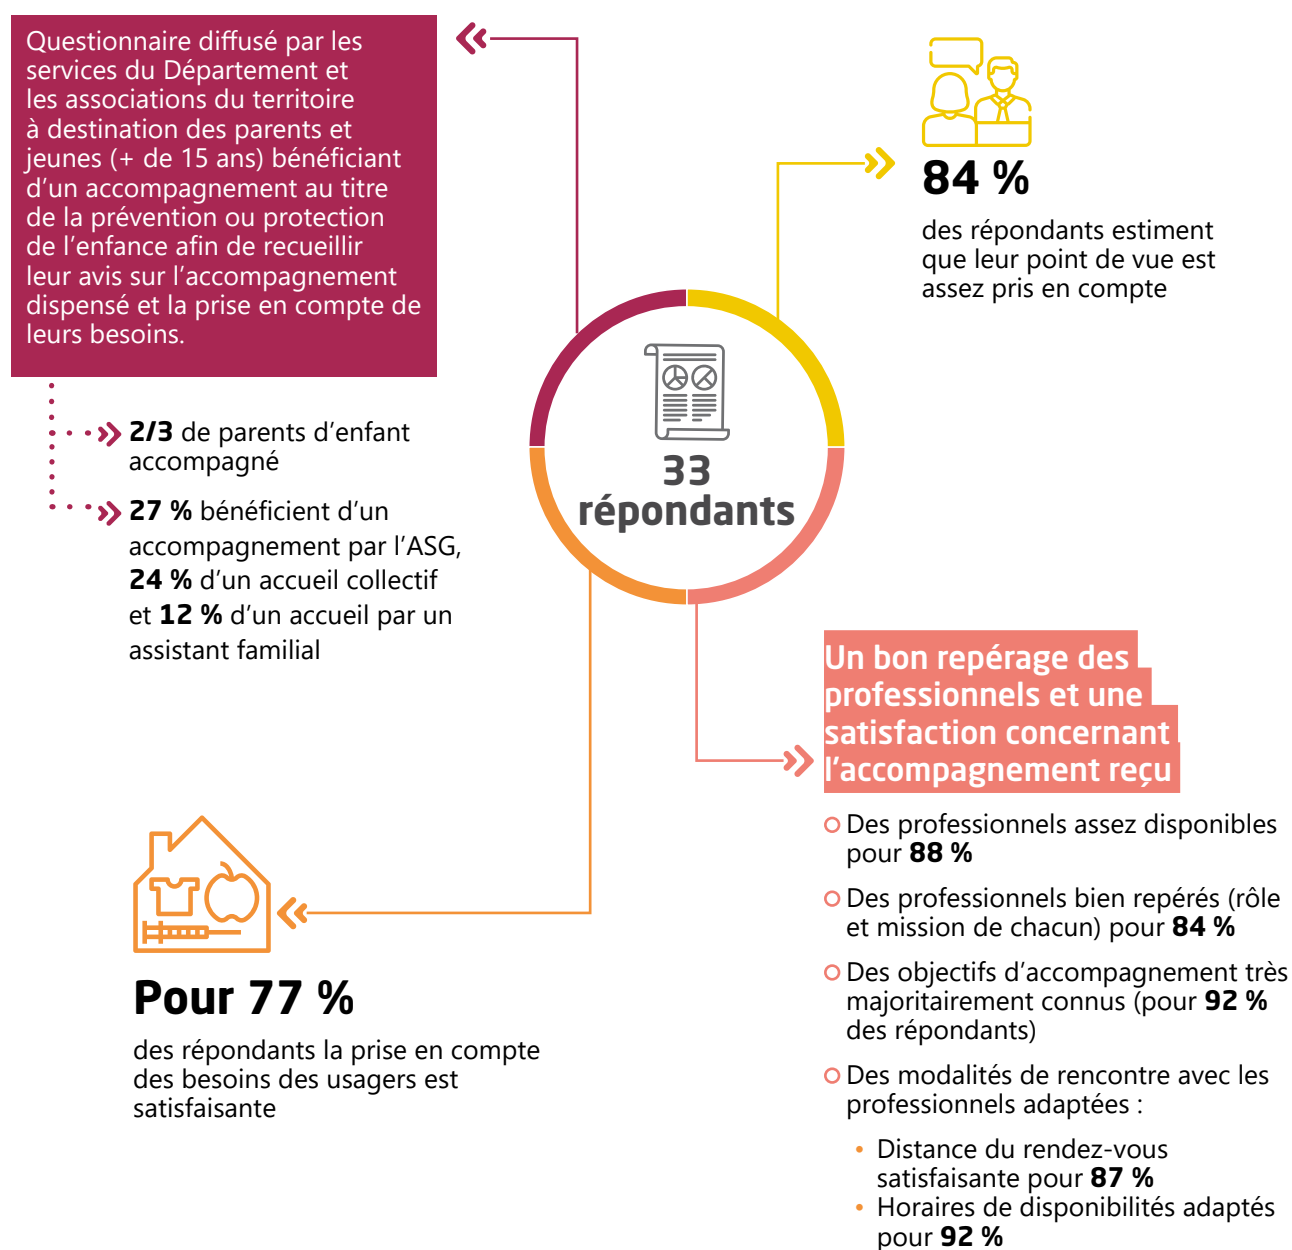 Questionnaire diffusé par les
services du Département et
les associations du territoire
à destination des parents et
jeunes (+ de 15 ans) bénéficiant
d’un accompagnement au titre
de la prévention ou protection
de l’enfance afin de recueillir
leur avis sur l’accompagnement
dispensé et la prise en compte de
leurs besoins.
2/3 de parents d’enfant
accompagné
27 % bénéficient d’un
accompagnement par l’ASG,
24 % d’un accueil collectif
et 12 % d’un accueil par un
assistant familial
84 %
des répondants estiment
que leur point de vue est
assez pris en compte
33
répondants
Pour 77 %
des répondants la prise en compte
des besoins des usagers est
satisfaisante
Un bon repérage des
professionnels et une
satisfaction concernant
l’accompagnement reçu
Des professionnels assez disponibles
pour 88 %
Des professionnels bien repérés (rôle
et mission de chacun) pour 84 %
Des objectifs d’accompagnement très
majoritairement connus (pour 92 %
des répondants)
Des modalités de rencontre avec les
professionnels adaptées :
• Distance du rendez-vous
satisfaisante pour 87 %
• Horaires de disponibilités adaptés
pour 92 %